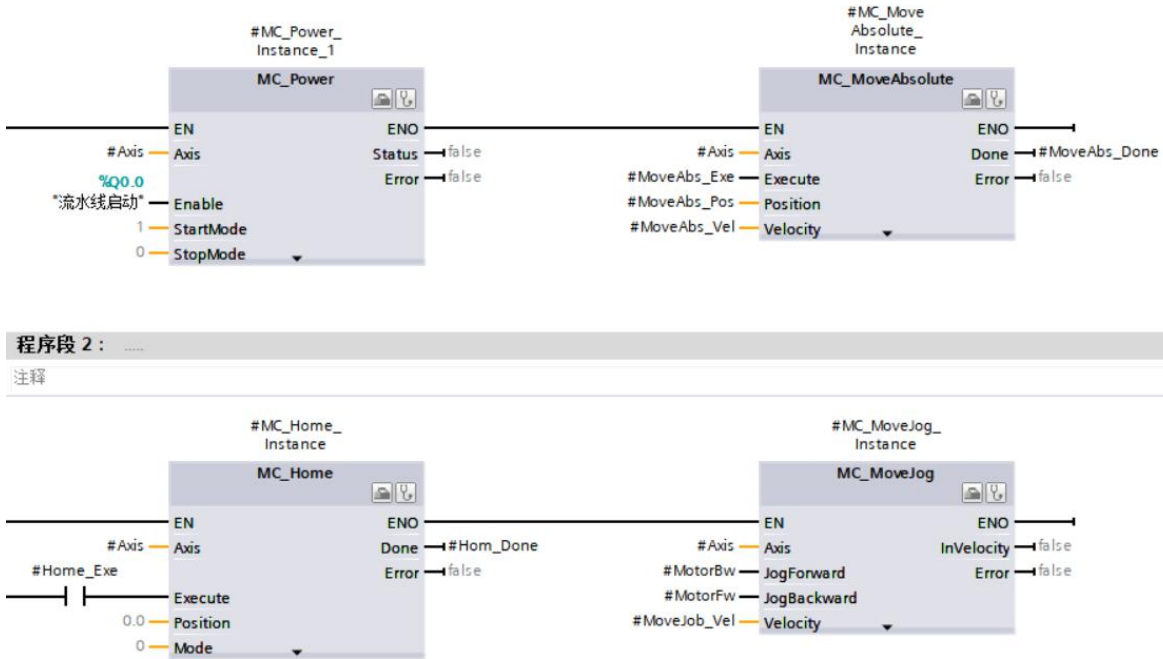 #MC_Power_
Instance_1
MC_Power
EN ENO
#Axis Axis Status false
%Q0.0 Error false
"流水线启动" Enable
1 StartMode
0 StopMode
#MC_Move
Absolute_
Instance
MC_MoveAbsolute
EN ENO
#Axis Axis Done #MoveAbs_Done
#MoveAbs_Exe Execute Error false
#MoveAbs_Pos Position
#MoveAbs_Vel Velocity
程序段 2： .....
注释
#MC_Home_
Instance
MC_Home
EN ENO
#Axis Axis Done #Hom_Done
#Home_Exe Error false
Execute
0.0 Position
0 Mode
#MC_MoveJog_
Instance
MC_MoveJog
EN ENO
#Axis Axis InVelocity false
#MotorBw JogForward Error false
#MotorFw JogBackward
#MoveJob_Vel Velocity